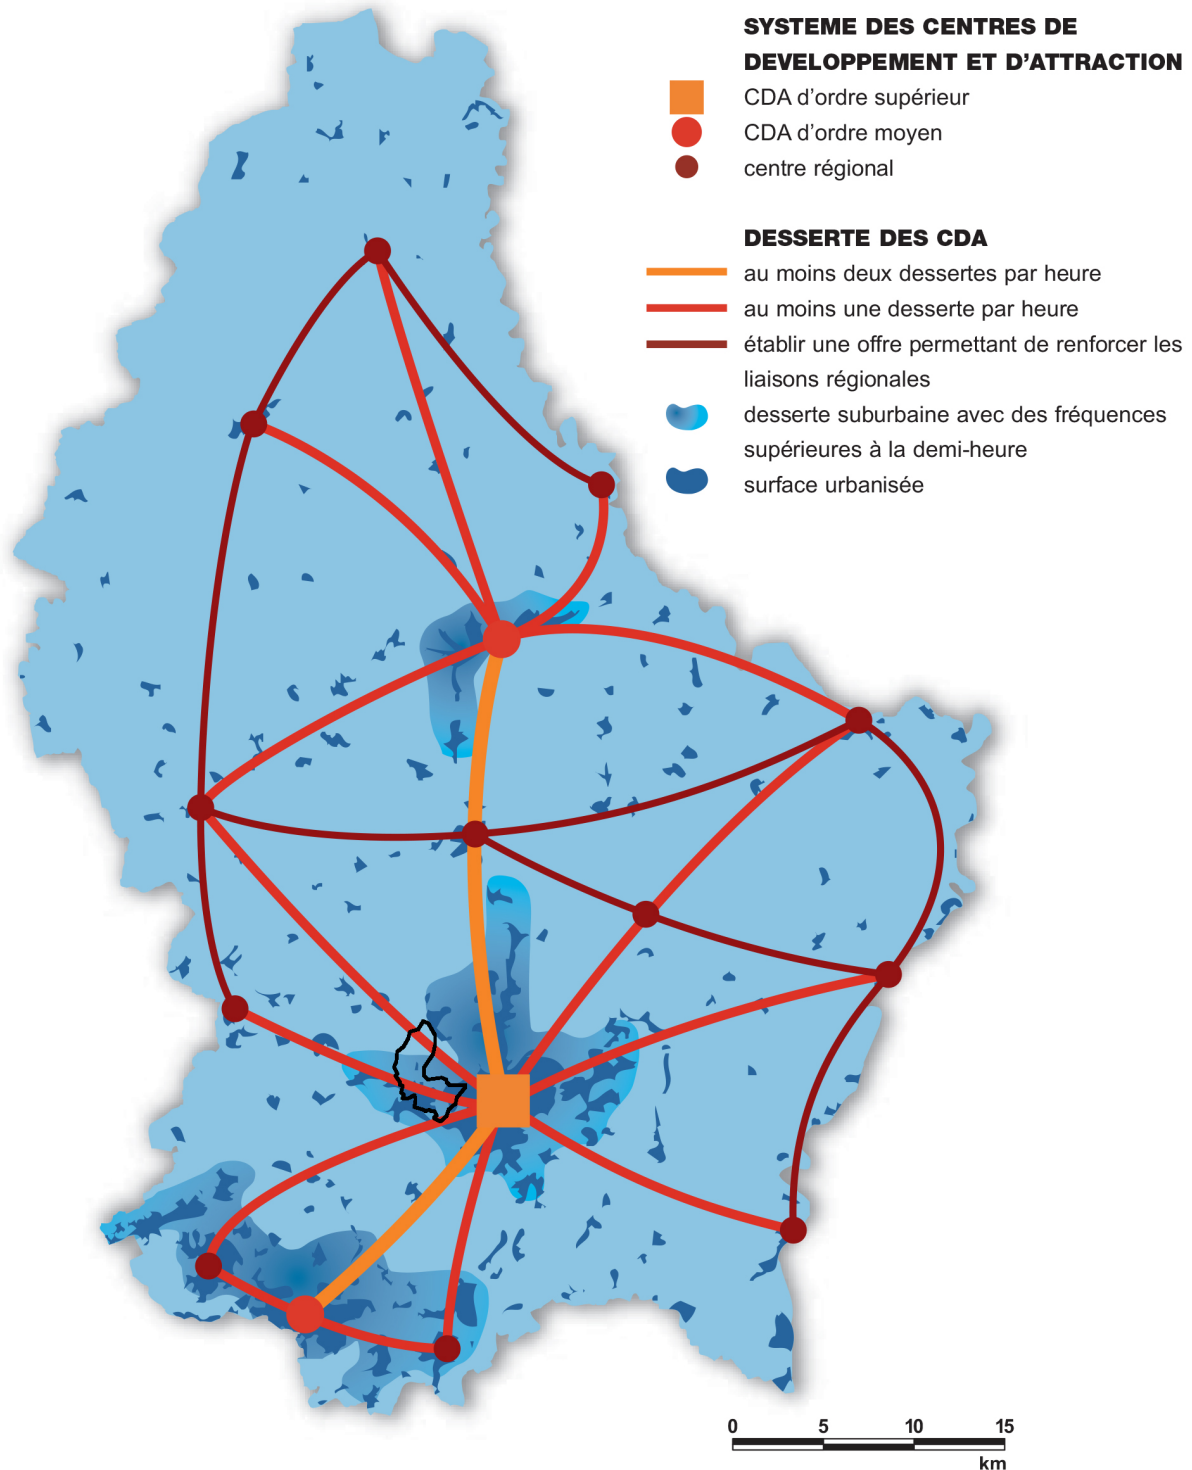 SYSTEME DES CENTRES DE
DEVELOPPEMENT ET D’ATTRACTION
CDA d’ordre supérieur
CDA d’ordre moyen
centre régional
DESSERTE DES CDA
au moins deux dessertes par heure
au moins une desserte par heure
établir une offre permettant de renforcer les
liaisons régionales
desserte suburbaine avec des fréquences
supérieures à la demi-heure
surface urbanisée
0 5 10 15
km